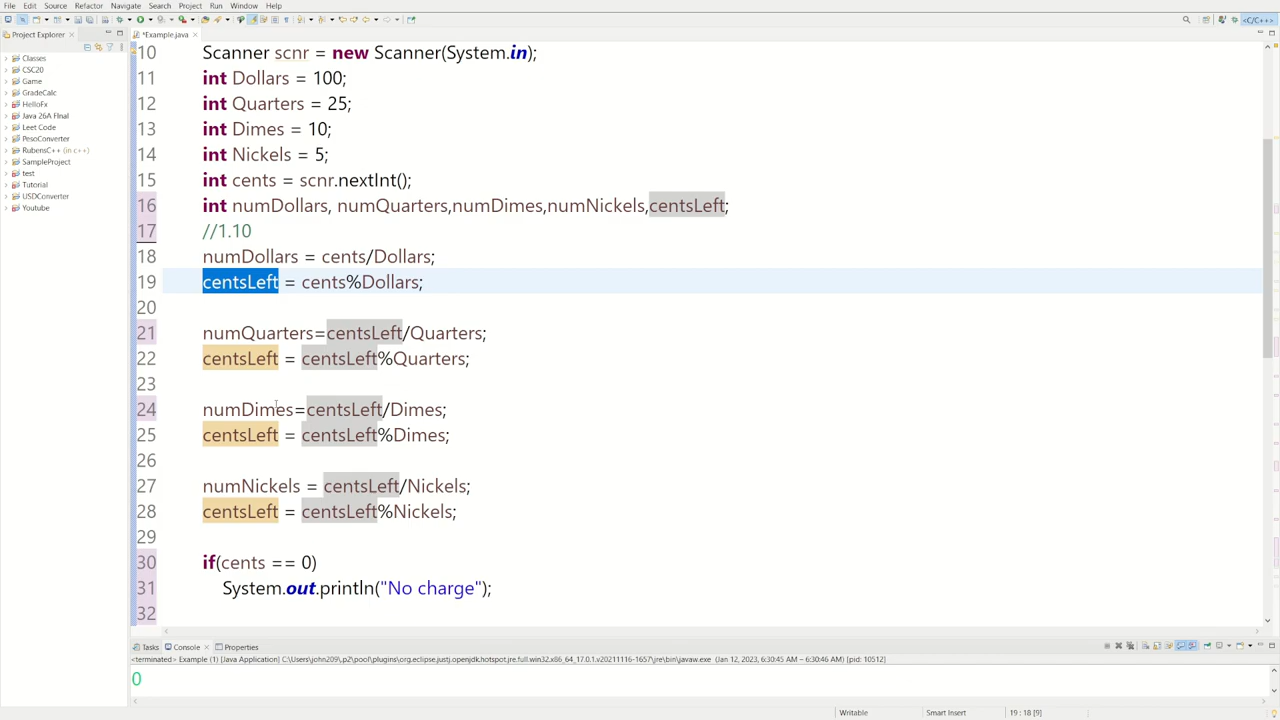 File Edit Source Refactor Navigate Search Project Run Window Help
<C/C++>
Project Explorer
*Example.java
Classes
CSC20
Game
GradeCalc
HelloFx
Java 26A FInal
Leet Code
PesoConverter
RubensC++ (in c++)
SampleProject
test
Tutorial
USDConverter
Youtube
10 Scanner scnr = new Scanner(System.in);
11 int Dollars = 100;
12 int Quarters = 25;
13 int Dimes = 10;
14 int Nickels = 5;
15 int cents = scnr.nextInt();
16 int numDollars, numQuarters,numDimes,numNickels,centsLeft;
17 //1.10
18 numDollars = cents/Dollars;
19 centsLeft = cents%Dollars;
20
21 numQuarters=centsLeft/Quarters;
22 centsLeft = centsLeft%Quarters;
23
24 numDimes=centsLeft/Dimes;
25 centsLeft = centsLeft%Dimes;
26
27 numNickels = centsLeft/Nickels;
28 centsLeft = centsLeft%Nickels;
29
30 if(cents == 0)
31 System.out.println("No charge");
32
Tasks Console Properties
<terminated> Example (1) [Java Application] C:\Users\john209\.p2\pool\plugins\org.eclipse.justj.openjdk.hotspot.jre.full.win32.x86_64_17.0.1.v20211116-1657\jre\bin\javaw.exe (Jan 12, 2023, 6:30:45 AM – 6:30:46 AM) [pid: 10512]
0
Writable Smart Insert 19 : 18 [9]